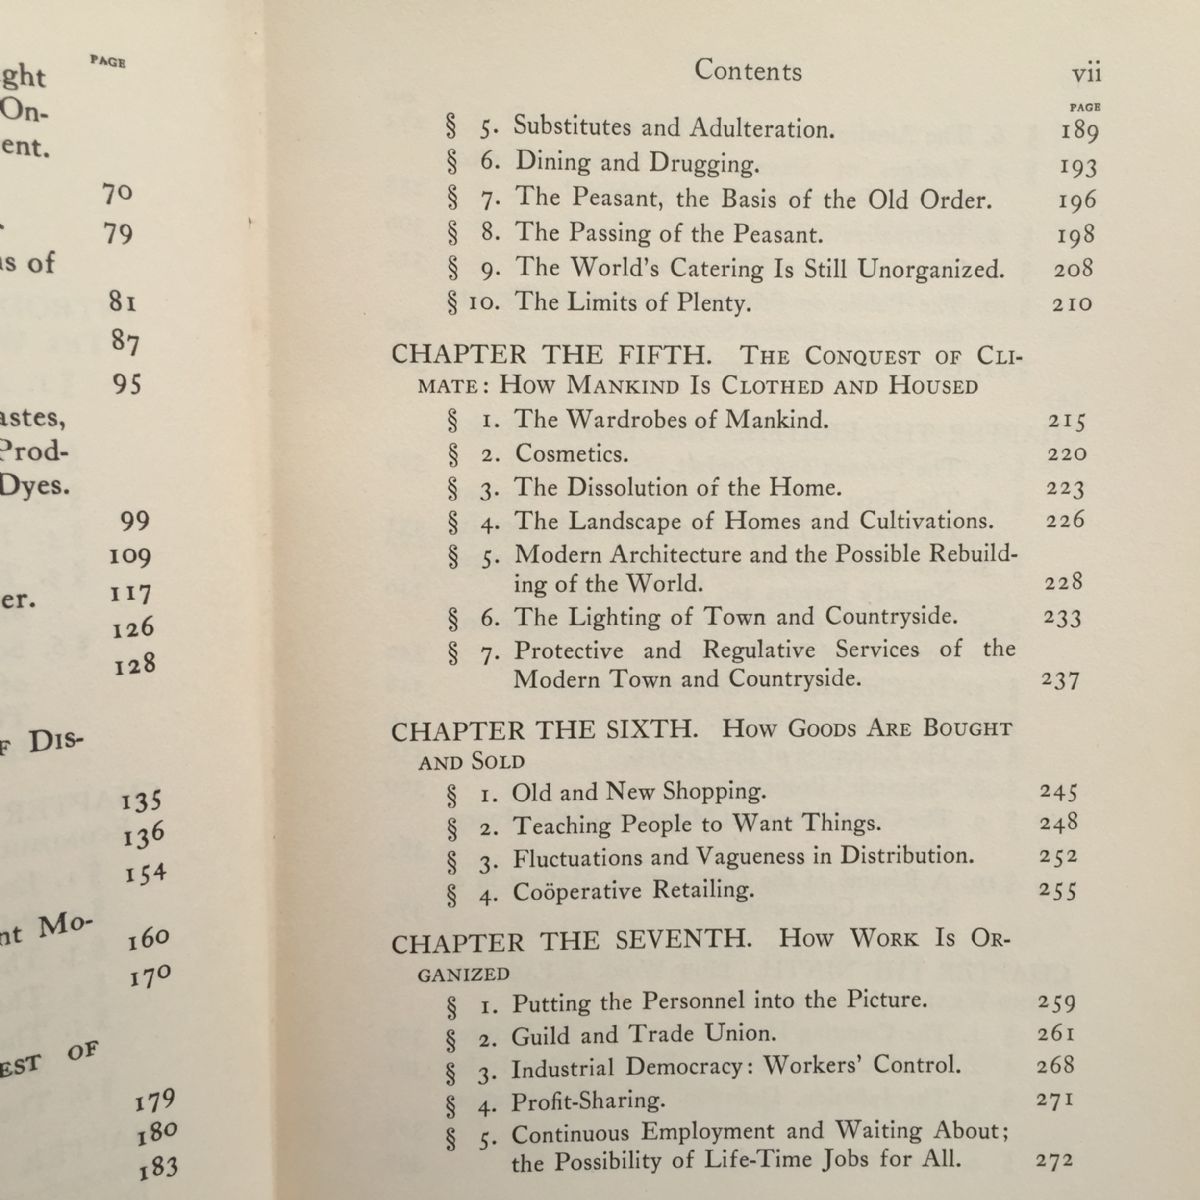 PAGE
ght
On-
ent.
70
79
s of
81
87
95
astes,
Prod-
Dyes.
99
109
er. 117
126
128
F DIS-
135
136
154
nt Mo-
160
170
EST OF
179
180
183
Contents vii
PAGE
§ 5. Substitutes and Adulteration. 189
§ 6. Dining and Drugging. 193
§ 7. The Peasant, the Basis of the Old Order. 196
§ 8. The Passing of the Peasant. 198
§ 9. The World's Catering Is Still Unorganized. 208
§ 10. The Limits of Plenty. 210
CHAPTER THE FIFTH. THE CONQUEST OF CLI-
MATE: HOW MANKIND IS CLOTHED AND HOUSED
§ 1. The Wardrobes of Mankind. 215
§ 2. Cosmetics. 220
§ 3. The Dissolution of the Home. 223
§ 4. The Landscape of Homes and Cultivations. 226
§ 5. Modern Architecture and the Possible Rebuild-
ing of the World. 228
§ 6. The Lighting of Town and Countryside. 233
§ 7. Protective and Regulative Services of the
Modern Town and Countryside. 237
CHAPTER THE SIXTH. HOW GOODS ARE BOUGHT
AND SOLD
§ 1. Old and New Shopping. 245
§ 2. Teaching People to Want Things. 248
§ 3. Fluctuations and Vagueness in Distribution. 252
§ 4. Coöperative Retailing. 255
CHAPTER THE SEVENTH. HOW WORK IS OR-
GANIZED
§ 1. Putting the Personnel into the Picture. 259
§ 2. Guild and Trade Union. 261
§ 3. Industrial Democracy: Workers' Control. 268
§ 4. Profit-Sharing. 271
§ 5. Continuous Employment and Waiting About;
the Possibility of Life-Time Jobs for All. 272